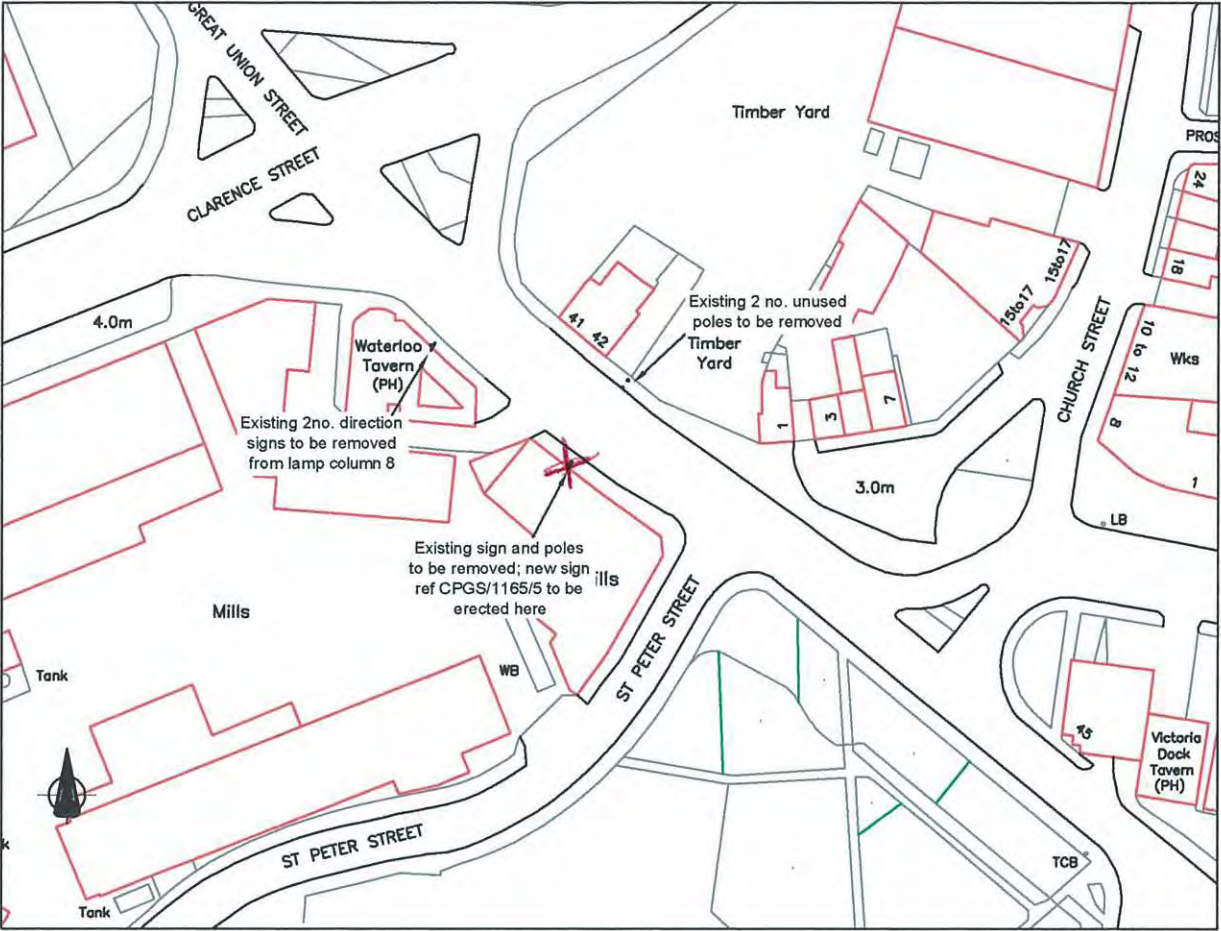 GREAT UNION STREET
CLARENCE STREET
Timber Yard
PROS
24
18
15to17
15to17
4.0m
41
42
Existing 2 no. unused
poles to be removed
Timber
Yard
Waterloo
Tavern
(PH)
CHURCH STREET
10 to 12
Wks
8
1
1
3
7
Existing 2no. direction
signs to be removed
from lamp column 8
3.0m
LB
Existing sign and poles
to be removed; new sign
ref CPGS/1165/5 to be
erected here
ills
Mills
ST PETER STREET
WB
Tank
45
Victoria
Dock
Tavern
(PH)
k
ST PETER STREET
TCB
Tank